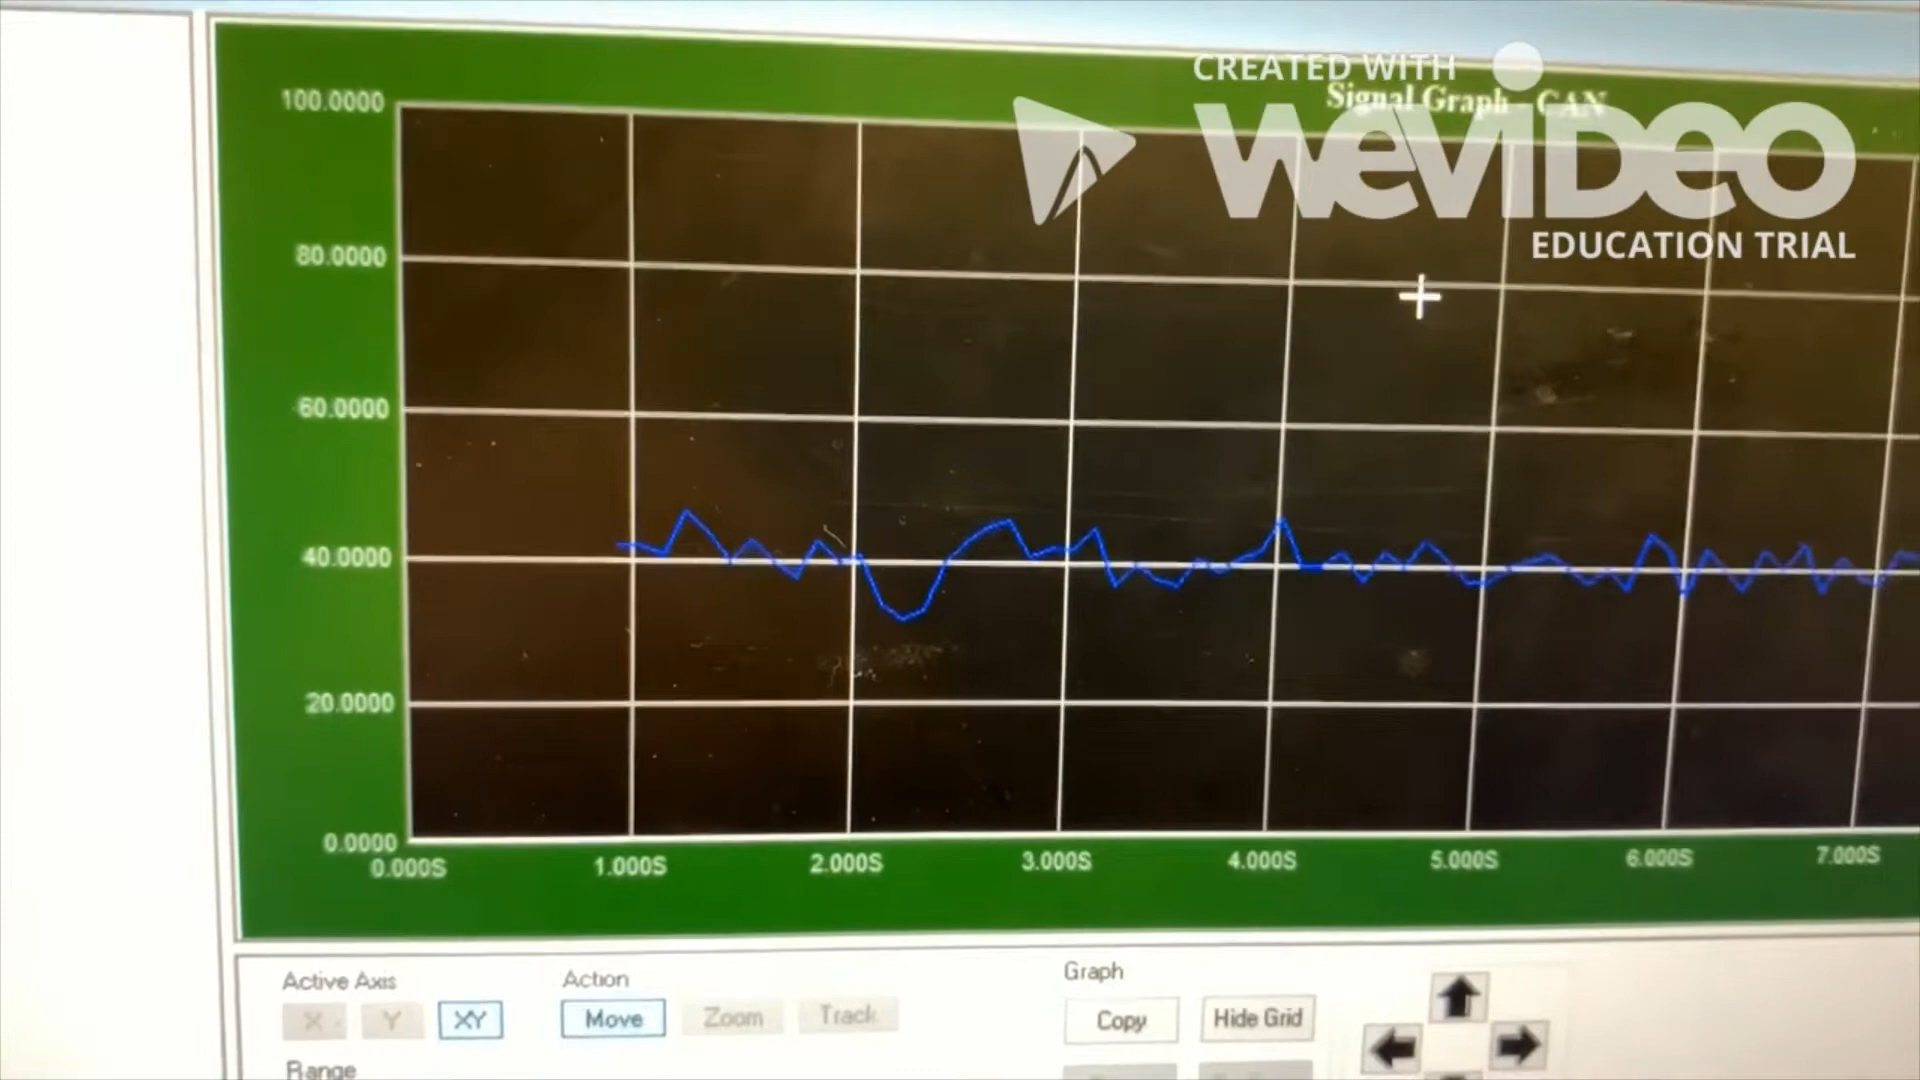 CREATED WITH
Signal Graph - CAN
WEVIDEO
EDUCATION TRIAL
100.0000
80.0000
60.0000
40.0000
20.0000
0.0000
0.000S 1.000S 2.000S 3.000S 4.000S 5.000S 6.000S 7.000S
Active Axis Action Graph
X Y XY Move Zoom Track Copy Hide Grid
Range